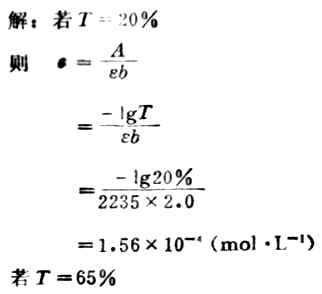 解：若 T = 20%
则 c = A / εb
= -lgT / εb
= -lg20% / 2235 × 2.0
= 1.56 × 10⁻⁴ (mol·L⁻¹)
若 T = 65%